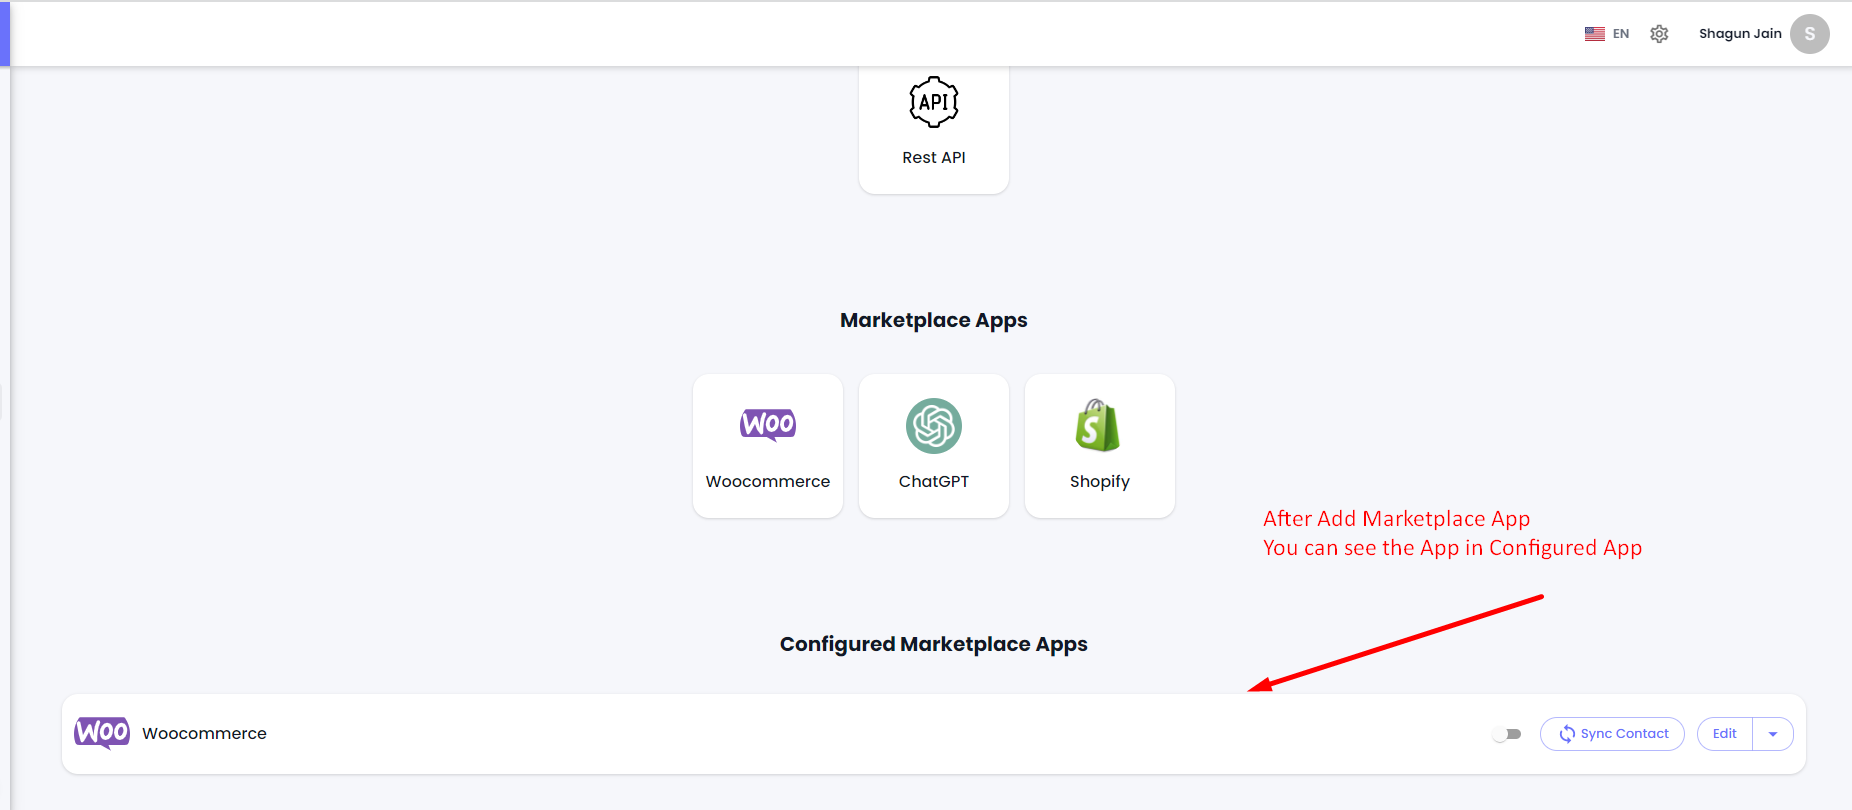 EN
Shagun Jain
S
API
Rest API
Marketplace Apps
WOO
Woocommerce
ChatGPT
S
Shopify
After Add Marketplace App
You can see the App in Configured App
Configured Marketplace Apps
WOO
Woocommerce
Sync Contact
Edit